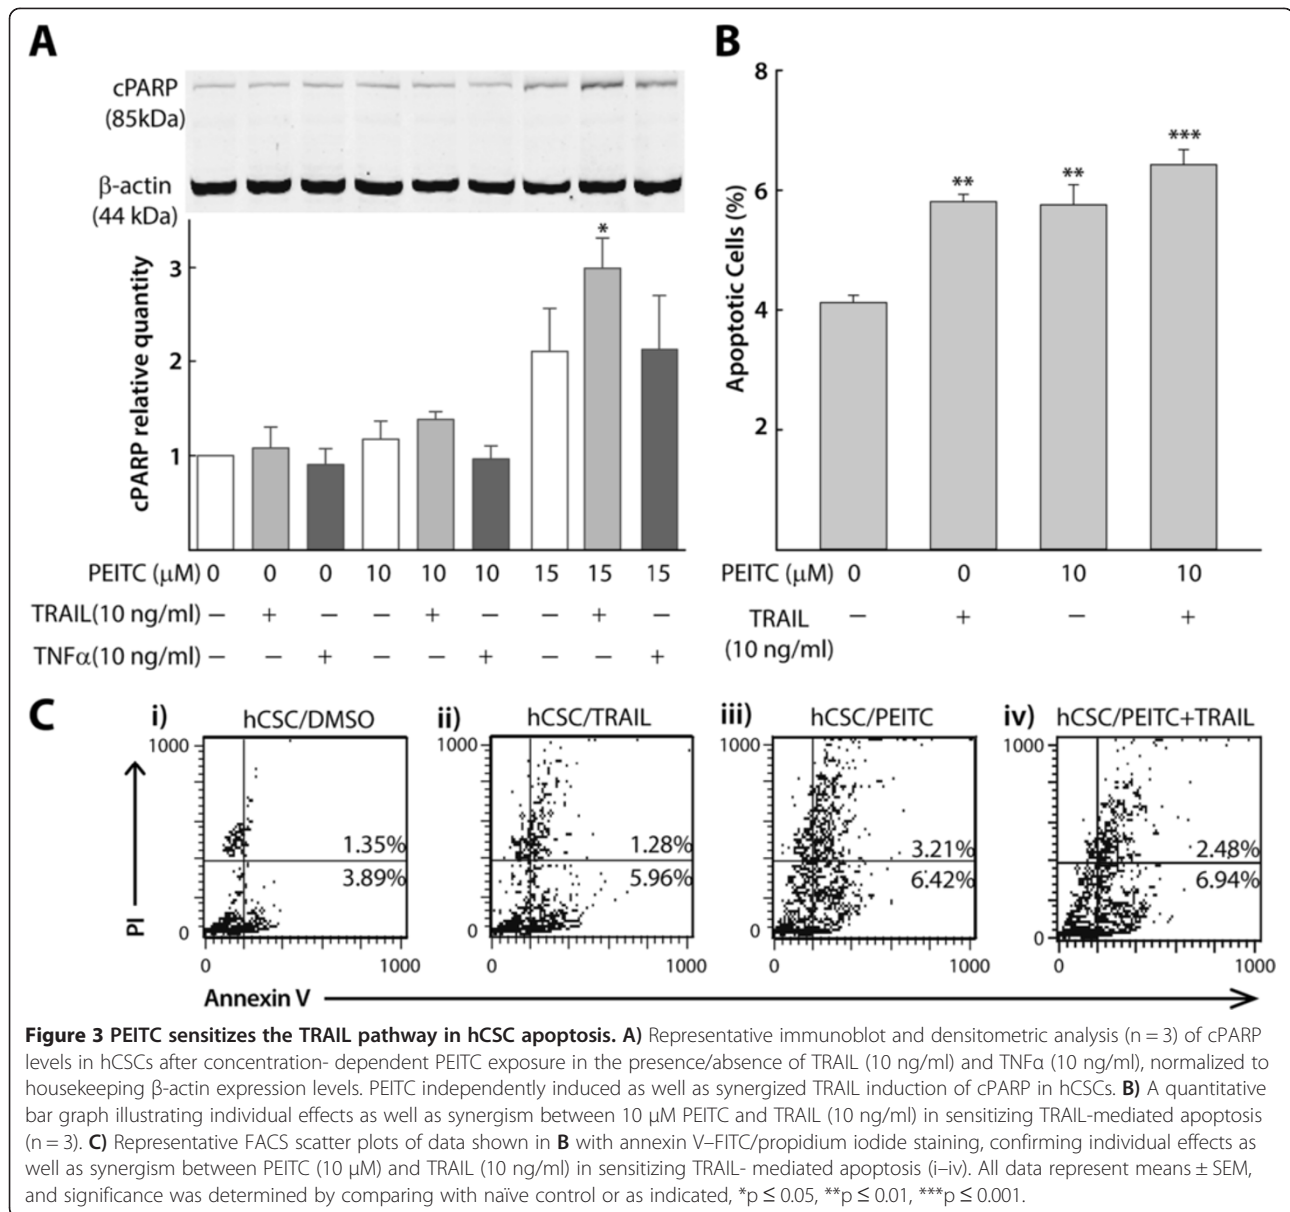 A
B
cPARP
(85kDa)
β-actin
(44 kDa)
cPARP relative quantity
3
2
1
*
PEITC (μM) 0 0 0 10 10 10 15 15 15
TRAIL(10 ng/ml) – + – – + – – + –
TNFα(10 ng/ml) – – + – – + – – +
Apoptotic Cells (%)
8
6
4
2
** ** ***
PEITC (μM) 0 0 10 10
TRAIL – + – +
(10 ng/ml)
C
i) hCSC/DMSO
ii) hCSC/TRAIL
iii) hCSC/PEITC
iv) hCSC/PEITC+TRAIL
1000 1000 1000 1000
1.35% 1.28% 3.21% 2.48%
3.89% 5.96% 6.42% 6.94%
PI
0 0 0 0
0 1000 0 1000 0 1000 0 1000
Annexin V
Figure 3 PEITC sensitizes the TRAIL pathway in hCSC apoptosis. A) Representative immunoblot and densitometric analysis (n = 3) of cPARP
levels in hCSCs after concentration- dependent PEITC exposure in the presence/absence of TRAIL (10 ng/ml) and TNFα (10 ng/ml), normalized to
housekeeping β-actin expression levels. PEITC independently induced as well as synergized TRAIL induction of cPARP in hCSCs. B) A quantitative
bar graph illustrating individual effects as well as synergism between 10 μM PEITC and TRAIL (10 ng/ml) in sensitizing TRAIL-mediated apoptosis
(n = 3). C) Representative FACS scatter plots of data shown in B with annexin V–FITC/propidium iodide staining, confirming individual effects as
well as synergism between PEITC (10 μM) and TRAIL (10 ng/ml) in sensitizing TRAIL- mediated apoptosis (i–iv). All data represent means ± SEM,
and significance was determined by comparing with naïve control or as indicated, *p ≤ 0.05, **p ≤ 0.01, ***p ≤ 0.001.